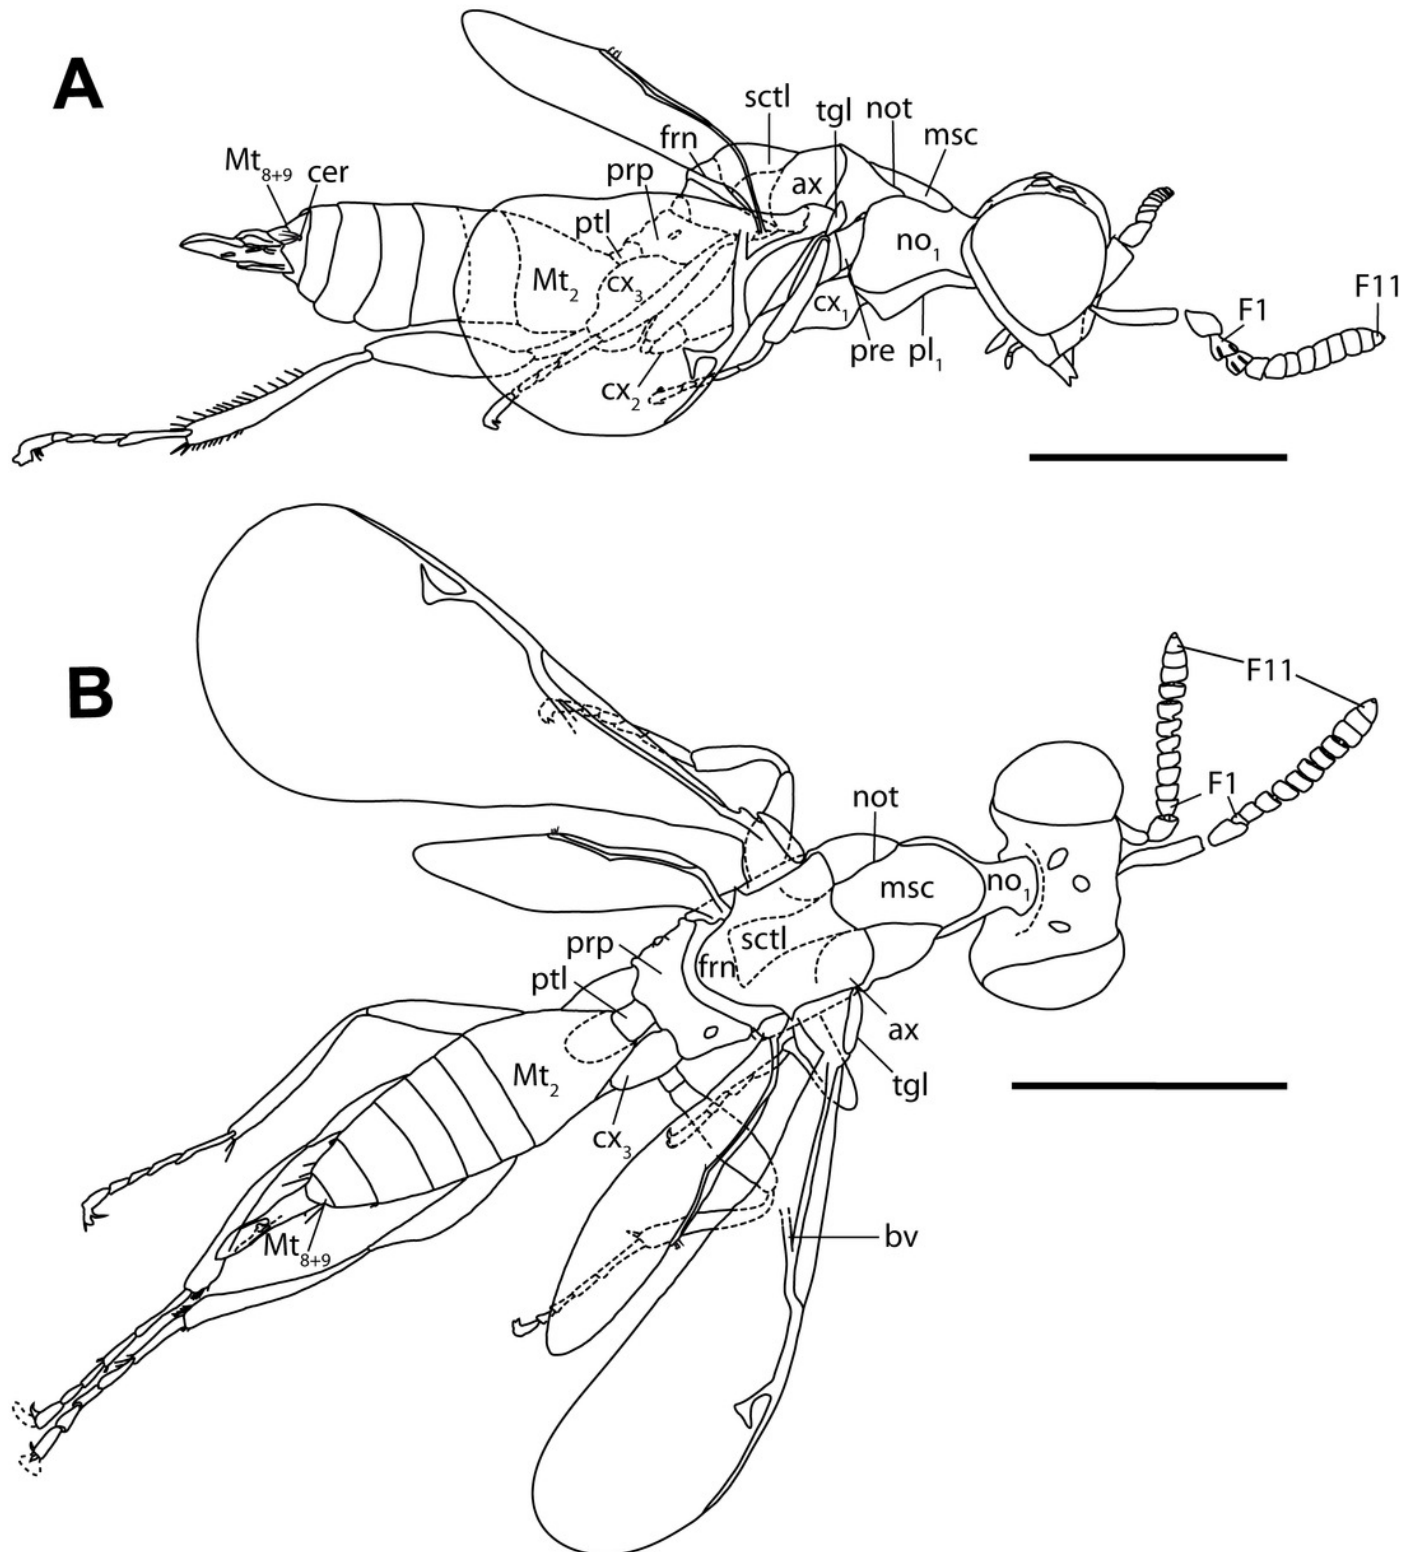 A
sctl
tgl
not
msc
frn
prp
ax
Mt8+9
cer
ptl
no1
Mt2
cx3
cx1
F1
F11
pre
pl1
cx2
B
F11
F1
not
msc
no1
sctl
prp
frn
ptl
ax
Mt2
tgl
cx3
bv
Mt8+9